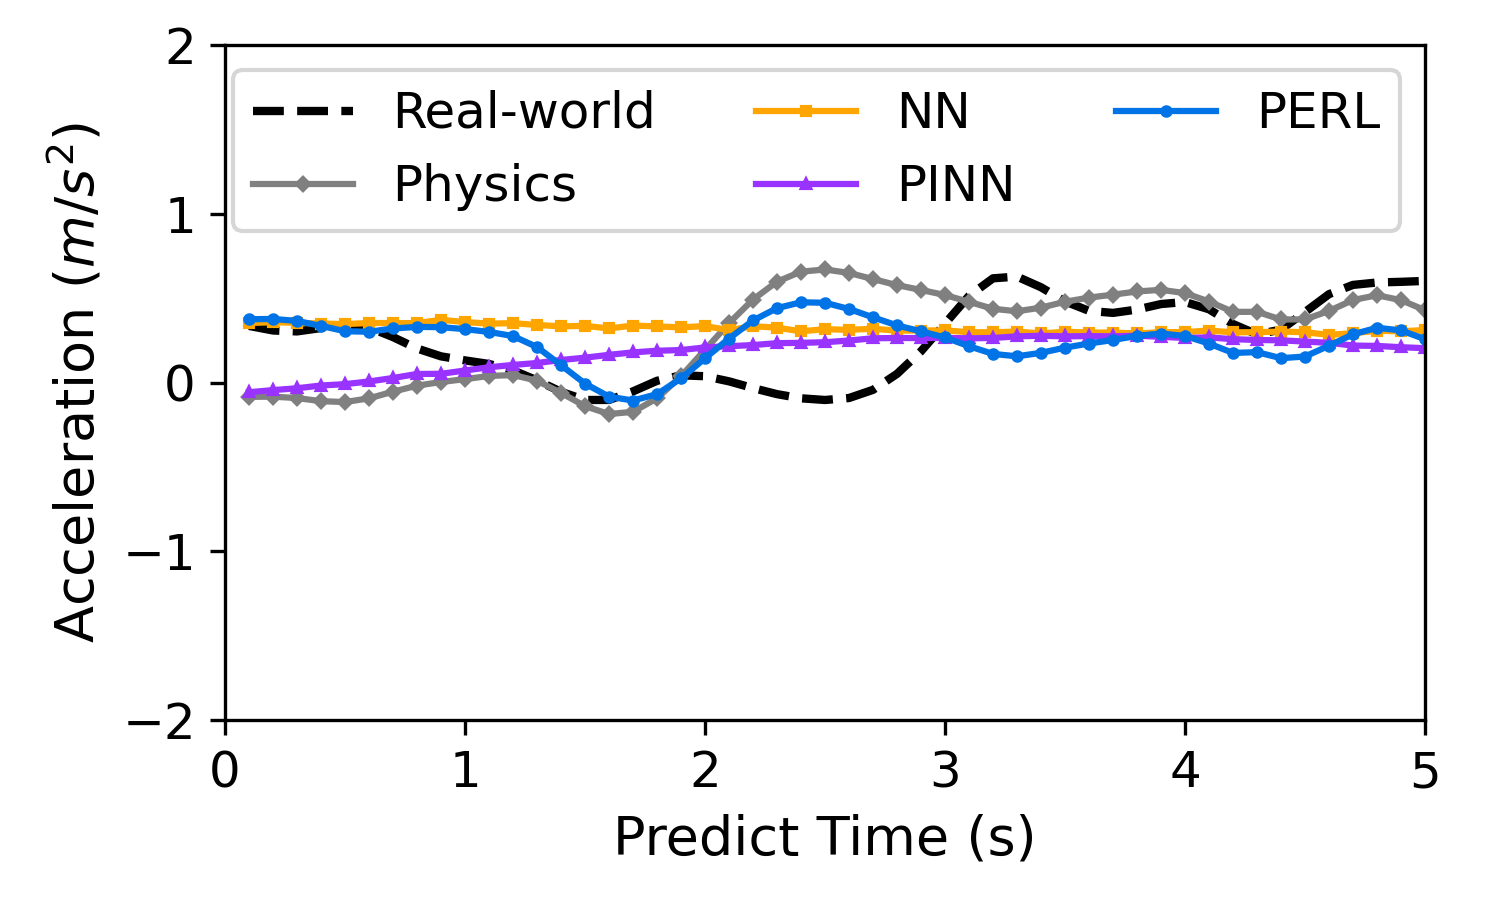 2
1
0
−1
−2
Acceleration (m/s²)
Real-world
NN
PERL
Physics
PINN
0 1 2 3 4 5
Predict Time (s)